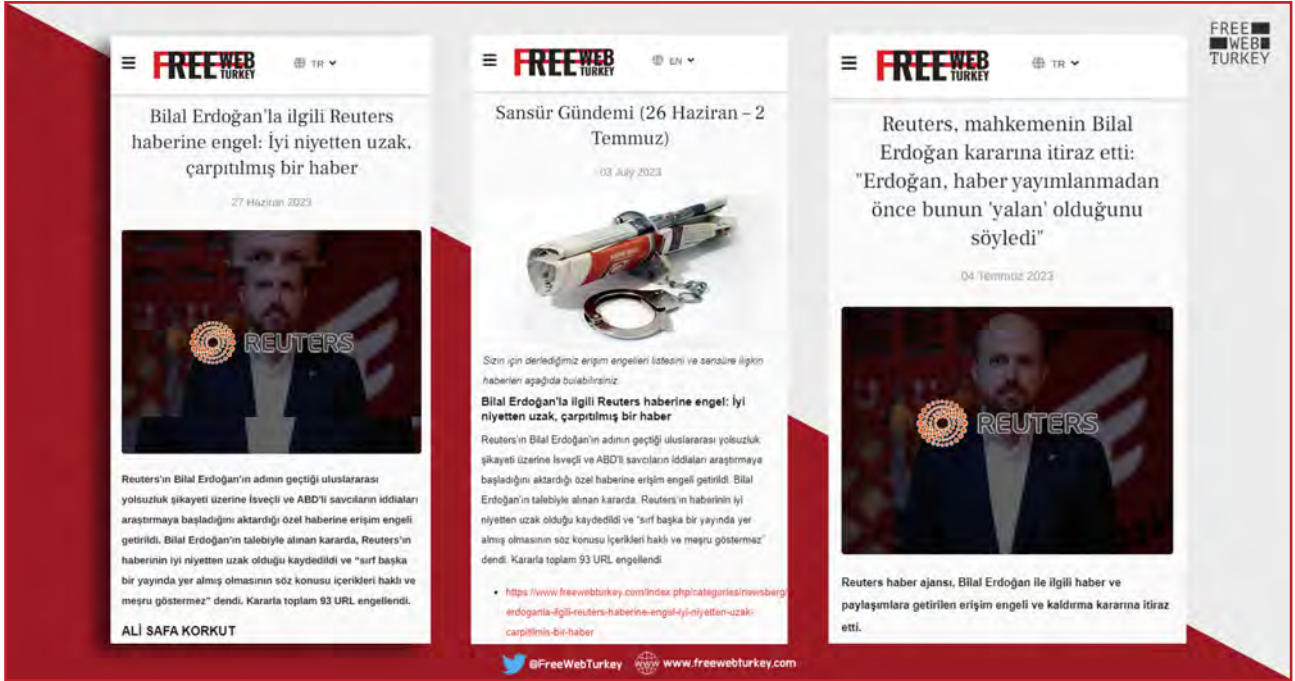 FREE WEB TURKEY
TR
Bilal Erdoğan'la ilgili Reuters
haberine engel: İyi niyetten uzak,
çarpıtılmış bir haber
27 Haziran 2023
REUTERS
Reuters'ın Bilal Erdoğan'ın adının geçtiği uluslararası
yolsuzluk şikayeti üzerine İsveçli ve ABD'li savcıların iddiaları
araştırmaya başladığını aktardığı özel haberine erişim engeli
getirildi. Bilal Erdoğan'ın talebiyle alınan kararda, Reuters'ın
haberinin iyi niyetten uzak olduğu kaydedildi ve “sırf başka
bir yayında yer almış olmasının söz konusu içerikleri haklı ve
meşru göstermez” dendi. Kararla toplam 93 URL engellendi.
ALİ SAFA KORKUT
FREE WEB TURKEY
EN
Sansür Gündemi (26 Haziran – 2
Temmuz)
03 July 2023
Sizin için derlediğimiz erişim engelleri listesini ve sansüre ilişkin
haberleri aşağıda bulabilirsiniz.
Bilal Erdoğan'la ilgili Reuters haberine engel: İyi
niyetten uzak, çarpıtılmış bir haber
Reuters'ın Bilal Erdoğan'ın adının geçtiği uluslararası yolsuzluk
şikayeti üzerine İsveçli ve ABD'li savcıların iddiaları araştırmaya
başladığını aktardığı özel haberine erişim engeli getirildi. Bilal
Erdoğan'ın talebiyle alınan kararda, Reuters'ın haberinin iyi
niyetten uzak olduğu kaydedildi ve “sırf başka bir yayında yer
almış olmasının söz konusu içerikleri haklı ve meşru göstermez”
dendi. Kararla toplam 93 URL engellendi
• https://www.freewebturkey.com/index.php/categories/newsberg/
erdoganla-ilgili-reuters-haberine-engel-iyi-niyetten-uzak-
carpitilmis-bir-haber
FREE WEB TURKEY
TR
Reuters, mahkemenin Bilal
Erdoğan kararına itiraz etti:
"Erdoğan, haber yayımlanmadan
önce bunun 'yalan' olduğunu
söyledi"
04 Temmuz 2023
REUTERS
Reuters haber ajansı, Bilal Erdoğan ile ilgili haber ve
paylaşımlara getirilen erişim engeli ve kaldırma kararına itiraz
etti.
FREE
WEB
TURKEY
@FreeWebTurkey www www.freewebturkey.com